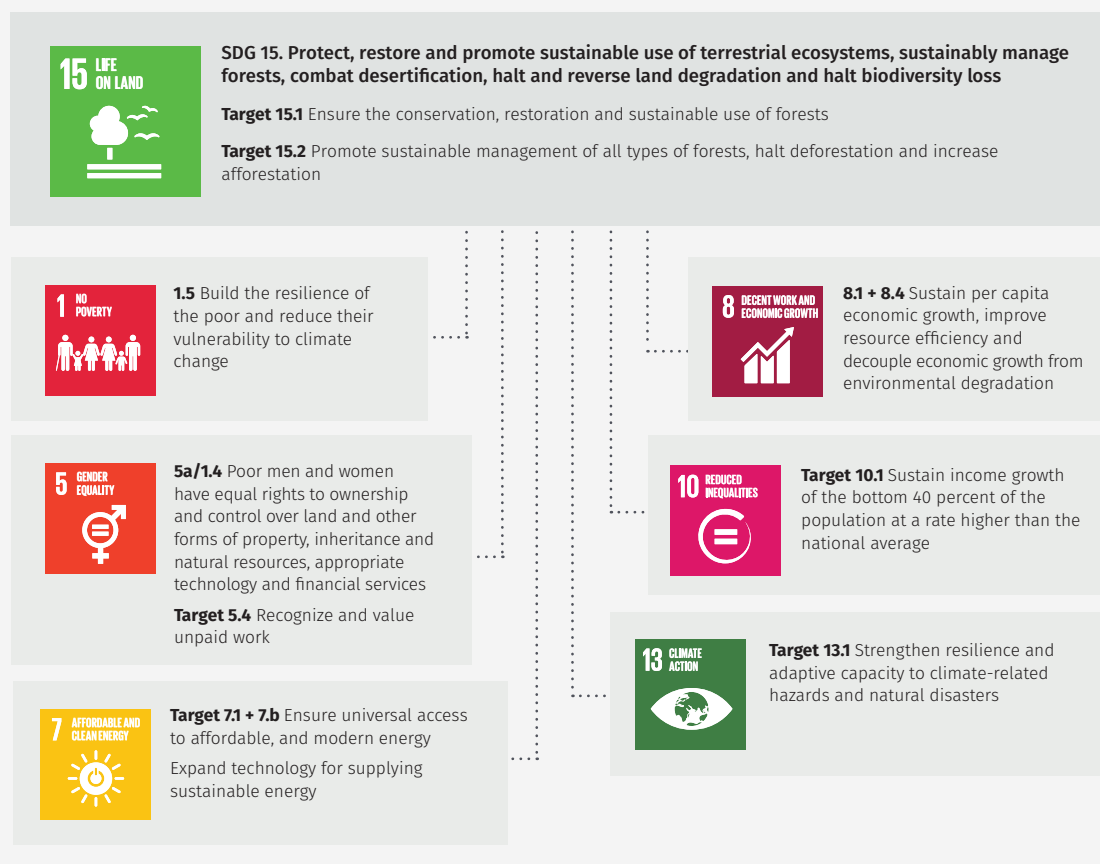 15 LIFE
ON LAND
SDG 15. Protect, restore and promote sustainable use of terrestrial ecosystems, sustainably manage
forests, combat desertification, halt and reverse land degradation and halt biodiversity loss
Target 15.1 Ensure the conservation, restoration and sustainable use of forests
Target 15.2 Promote sustainable management of all types of forests, halt deforestation and increase
afforestation
1 NO
POVERTY
1.5 Build the resilience of
the poor and reduce their
vulnerability to climate
change
5 GENDER
EQUALITY
5a/1.4 Poor men and women
have equal rights to ownership
and control over land and other
forms of property, inheritance and
natural resources, appropriate
technology and financial services
Target 5.4 Recognize and value
unpaid work
7 AFFORDABLE AND
CLEAN ENERGY
Target 7.1 + 7.b Ensure universal access
to affordable, and modern energy
Expand technology for supplying
sustainable energy
8 DECENT WORK AND
ECONOMIC GROWTH
8.1 + 8.4 Sustain per capita
economic growth, improve
resource efficiency and
decouple economic growth from
environmental degradation
10 REDUCED
INEQUALITIES
Target 10.1 Sustain income growth
of the bottom 40 percent of the
population at a rate higher than the
national average
13 CLIMATE
ACTION
Target 13.1 Strengthen resilience and
adaptive capacity to climate-related
hazards and natural disasters